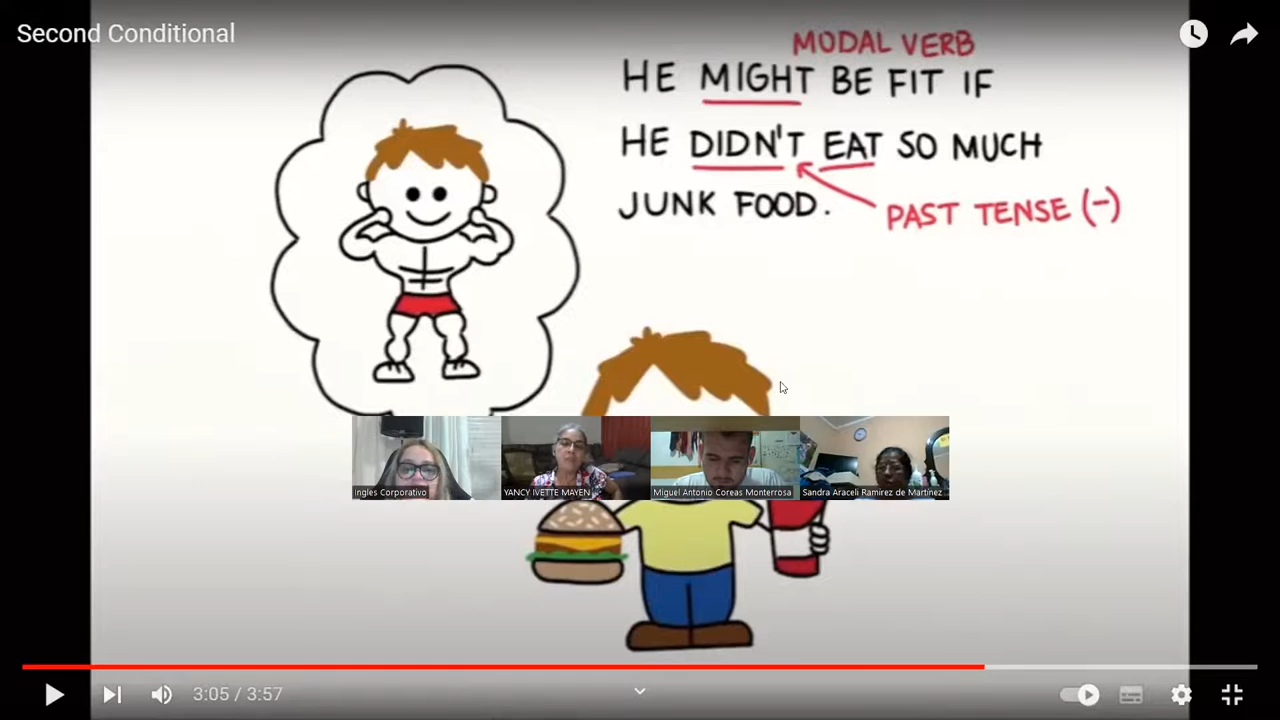 Second Conditional
MODAL VERB
HE MIGHT BE FIT IF
HE DIDN'T EAT SO MUCH
JUNK FOOD.
PAST TENSE (-)
Ingles Corporativo
YANCY IVETTE MAYEN
Miguel Antonio Coreas Monterrosa
Sandra Araceli Ramirez de Martinez
3:05 / 3:57